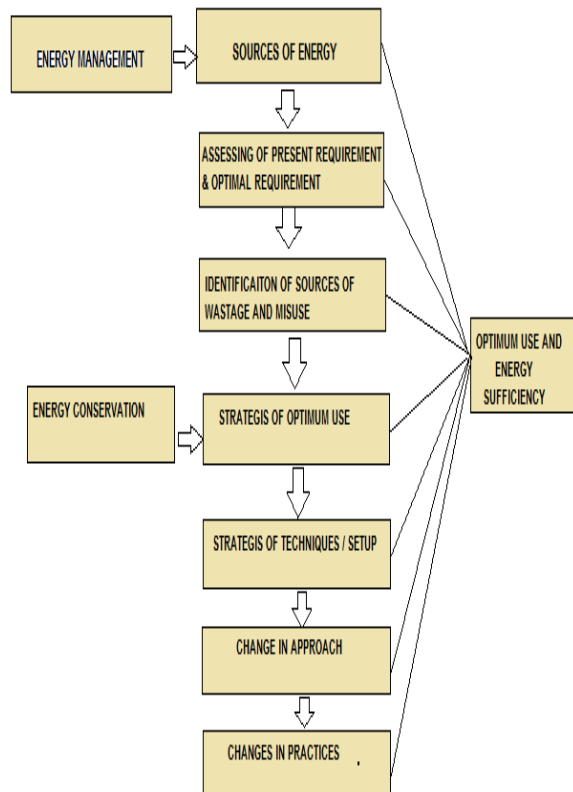 ENERGY MANAGEMENT
SOURCES OF ENERGY
ASSESSING OF PRESENT REQUIREMENT
& OPTIMAL REQUIREMENT
IDENTIFICAITON OF SOURCES OF
WASTAGE AND MISUSE
OPTIMUM USE AND
ENERGY
SUFFICIENCY
ENERGY CONSERVATION
STRATEGIS OF OPTIMUM USE
STRATEGIS OF TECHNIQUES / SETUP
CHANGE IN APPROACH
CHANGES IN PRACTICES .